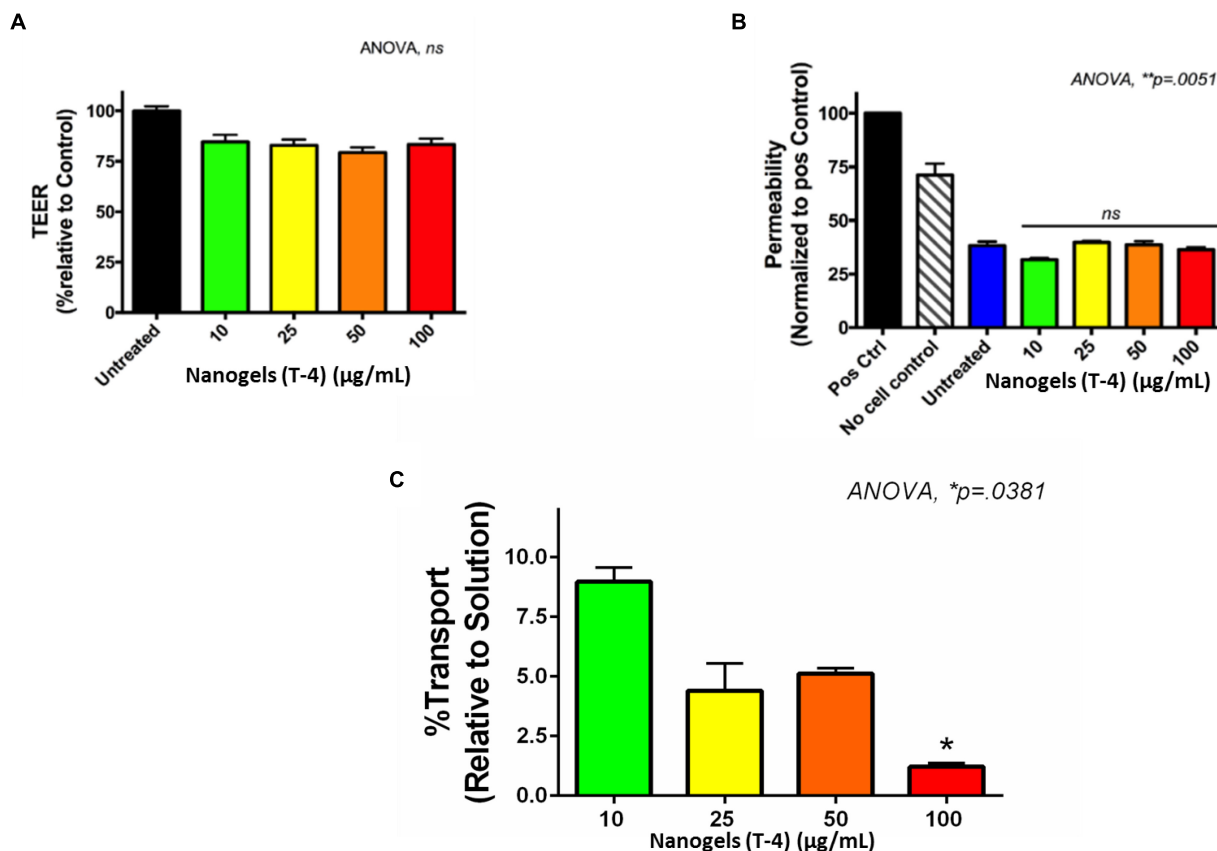 A
ANOVA, ns
TEER
(%relative to Control)
100
75
50
25
0
Untreated
10
25
50
100
Nanogels (T-4) (µg/mL)
B
ANOVA, **p=.0051
Permeability
(Normalized to pos Control)
100
75
50
25
0
ns
Pos Ctrl
No cell control
Untreated
10
25
50
100
Nanogels (T-4) (µg/mL)
C
ANOVA, *p=.0381
%Transport
(Relative to Solution)
10.0
7.5
5.0
2.5
0.0
*
10
25
50
100
Nanogels (T-4) (µg/mL)